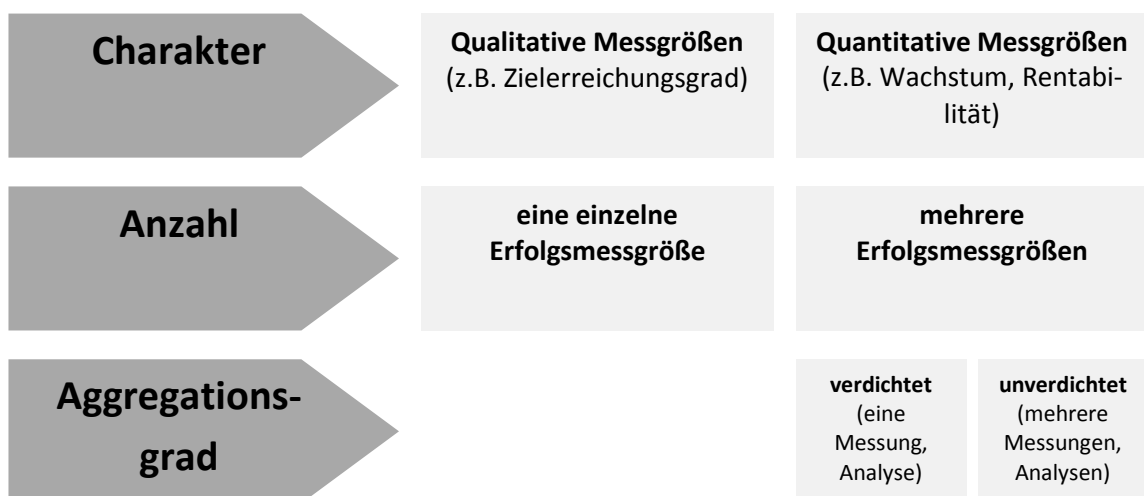 Charakter
Qualitative Messgrößen
(z.B. Zielerreichungsgrad)
Quantitative Messgrößen
(z.B. Wachstum, Rentabi-
lität)
Anzahl
eine einzelne
Erfolgsmessgröße
mehrere
Erfolgsmessgrößen
Aggregations-
grad
verdichtet
(eine
Messung,
Analyse)
unverdichtet
(mehrere
Messungen,
Analysen)